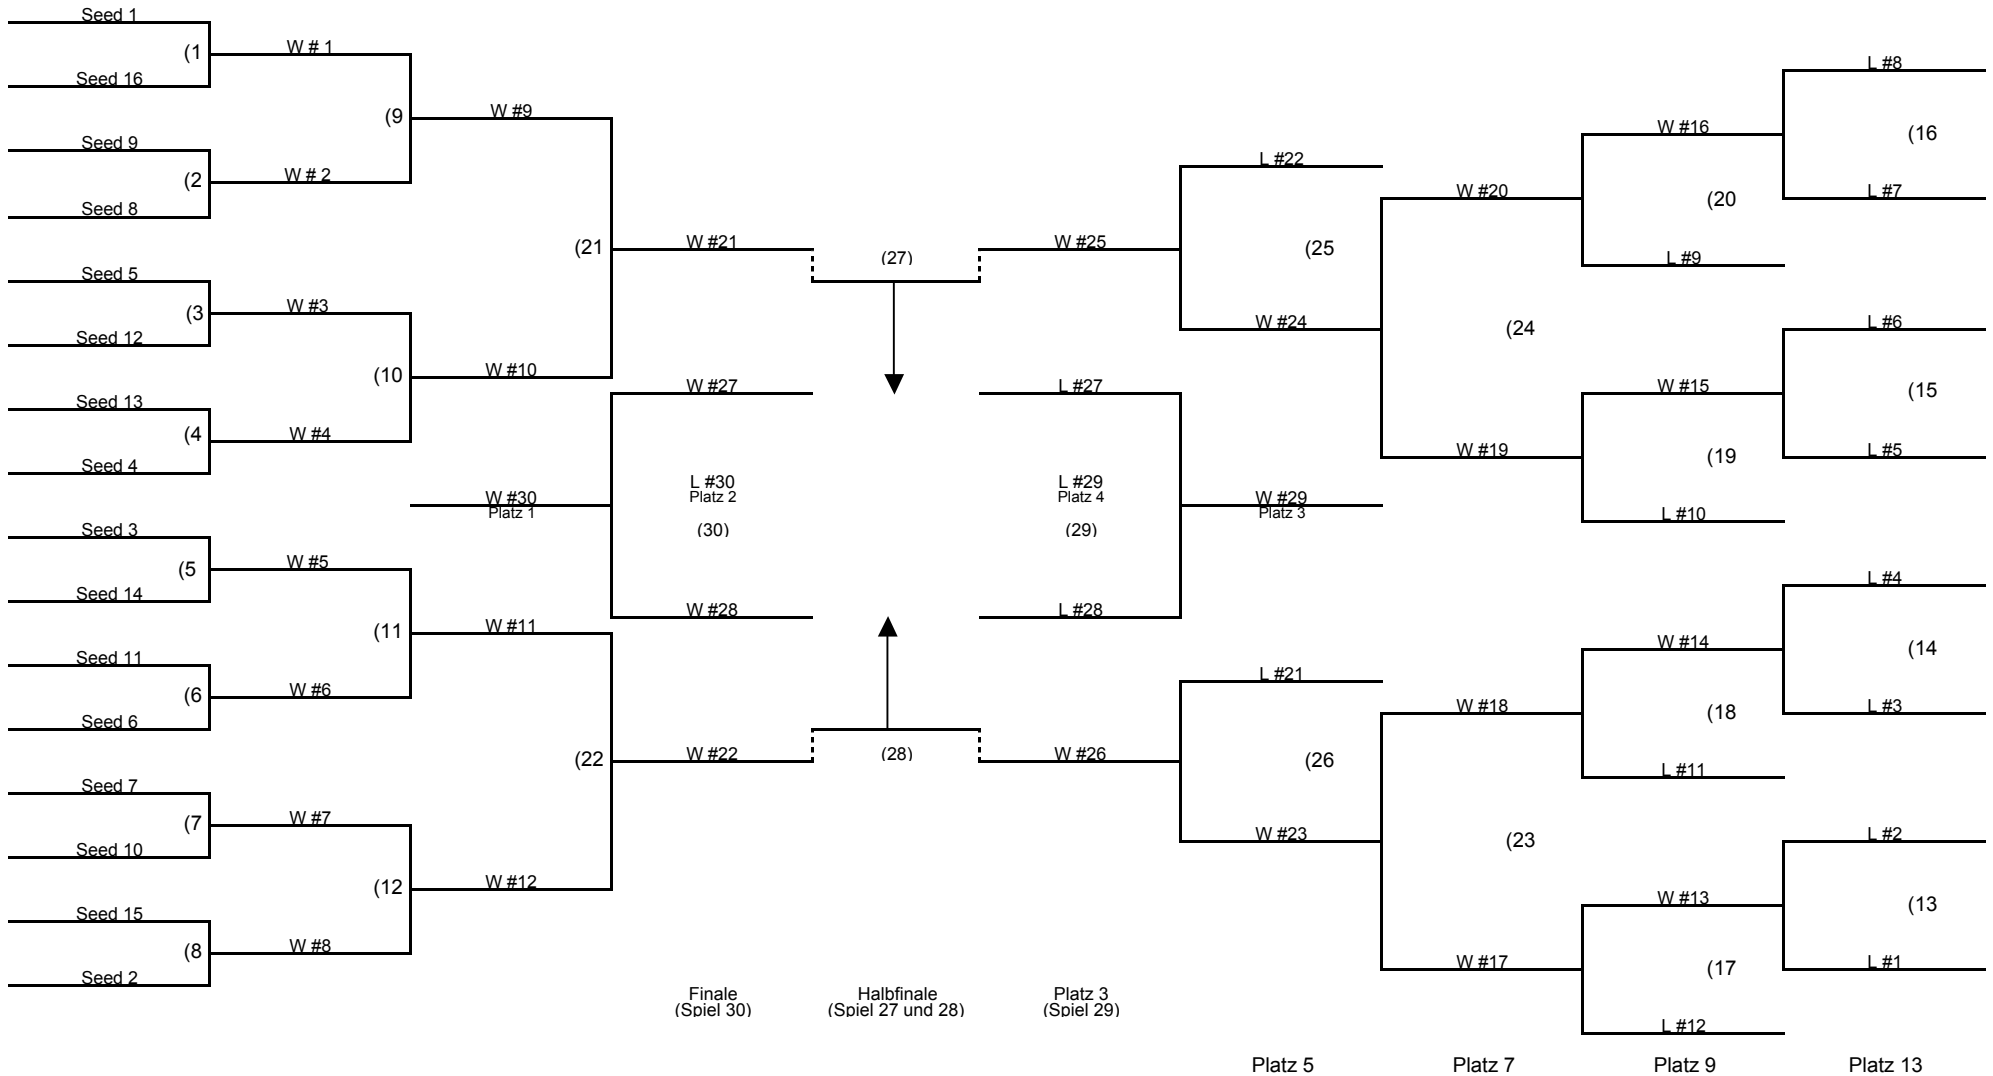 Seed 1
(1
Seed 16
W # 1
Seed 9
(2
Seed 8
W # 2
(9
W #9
Seed 5
(3
Seed 12
W #3
Seed 13
(4
Seed 4
W #4
(10
W #10
(21
W #21
Seed 3
(5
Seed 14
W #5
Seed 11
(6
Seed 6
W #6
(11
W #11
Seed 7
(7
Seed 10
W #7
Seed 15
(8
Seed 2
W #8
(12
W #12
(22
W #22
W #27
W #30
Platz 1
L #30
Platz 2
(30)
W #28
(27)
(28)
L #27
L #29
Platz 4
(29)
W #29
Platz 3
L #28
W #25
L #22
(25
W #24
W #20
(24
W #19
W #16
(20
L #9
W #15
(19
L #10
L #8
(16
L #7
L #6
(15
L #5
W #26
L #21
(26
W #23
W #18
(23
W #17
W #14
(18
L #11
W #13
(17
L #12
L #4
(14
L #3
L #2
(13
L #1
Finale
(Spiel 30)
Halbfinale
(Spiel 27 und 28)
Platz 3
(Spiel 29)
Platz 5
Platz 7
Platz 9
Platz 13